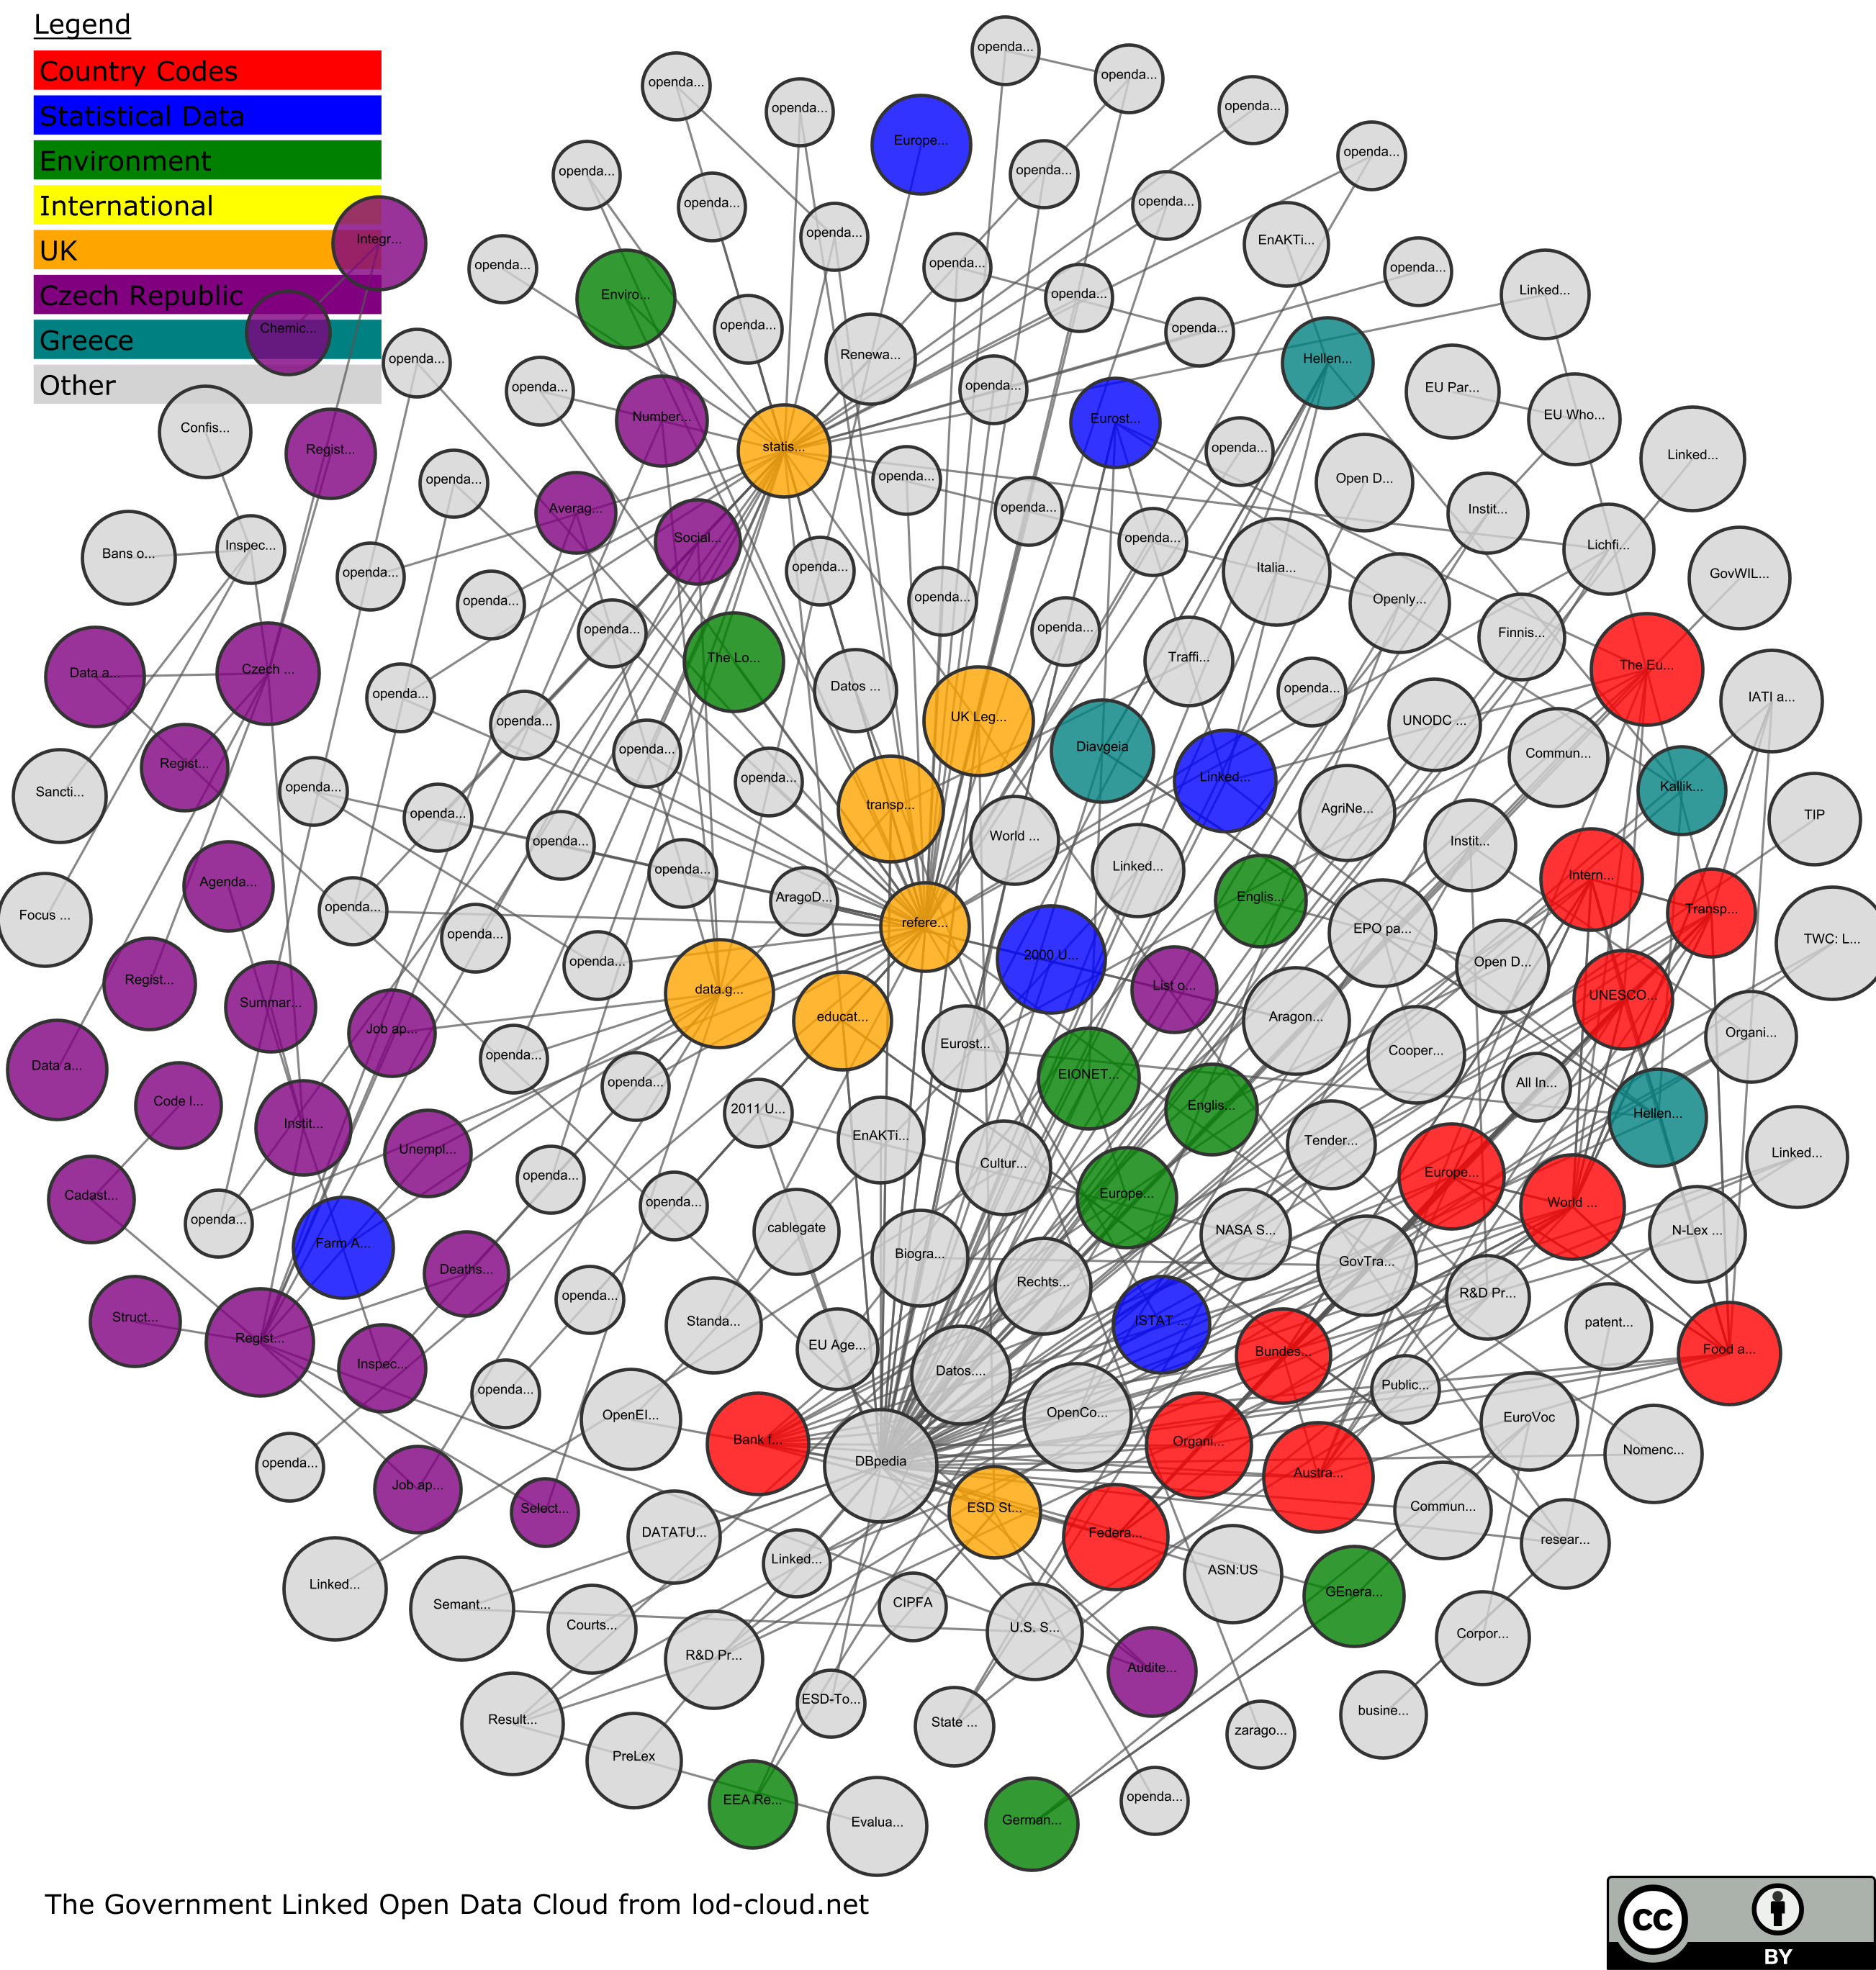 Legend
Country Codes
Statistical Data
Environment
International
UK
Czech Republic
Greece
Other
openda...
openda...
openda...
openda...
openda...
Europe...
openda...
openda...
openda...
openda...
openda...
openda...
Integr...
EnAKTi...
openda...
openda...
openda...
Enviro...
Linked...
openda...
Chemic...
openda...
openda...
Renewa...
openda...
Hellen...
openda...
openda...
EU Par...
Number...
Eurost...
EU Who...
Confis...
Regist...
statis...
openda...
Linked...
openda...
openda...
Open D...
Averag...
openda...
Instit...
Social...
openda...
Inspec...
Lichfi...
Bans o...
openda...
openda...
Italia...
GovWIL...
openda...
openda...
Openly...
openda...
openda...
Finnis...
The Lo...
Traffi...
The Eu...
Data a...
Czech ...
Datos ...
openda...
openda...
IATI a...
openda...
UK Leg...
UNODC ...
openda...
Diavgeia
Commun...
Regist...
openda...
Linked...
openda...
Kallik...
Sancti...
openda...
transp...
AgriNe...
TIP
openda...
World ...
Instit...
openda...
Linked...
Agenda...
Intern...
AragoD...
Englis...
Focus ...
openda...
Transp...
refere...
openda...
EPO pa...
TWC: L...
openda...
2000 U...
Open D...
Regist...
data.g...
List o...
UNESCO...
Summar...
educat...
Aragon...
Job ap...
Eurost...
Organi...
Data a...
openda...
Cooper...
EIONET...
openda...
All In...
Code l...
2011 U...
Englis...
Hellen...
Instit...
EnAKTi...
Tender...
Unempl...
Linked...
Cultur...
openda...
Europe...
Europe...
Cadast...
openda...
World ...
openda...
cablegate
NASA S...
N-Lex ...
Farm A...
Biogra...
GovTra...
Deaths...
Rechts...
openda...
R&D Pr...
Struct...
Standa...
ISTAT ...
patent...
Regist...
EU Age...
Bundes...
Food a...
Inspec...
Datos....
openda...
Public...
OpenEI...
OpenCo...
EuroVoc
Bank f...
Organi...
Nomenc...
openda...
DBpedia
Austra...
Job ap...
Select...
ESD St...
Commun...
DATATU...
Federa...
resear...
Linked...
Linked...
ASN:US
GEnera...
Semant...
CIPFA
Courts...
U.S. S...
Corpor...
R&D Pr...
Audite...
ESD-To...
busine...
Result...
State ...
zarago...
PreLex
EEA Re...
openda...
Evalua...
German...
The Government Linked Open Data Cloud from lod-cloud.net
cc
BY